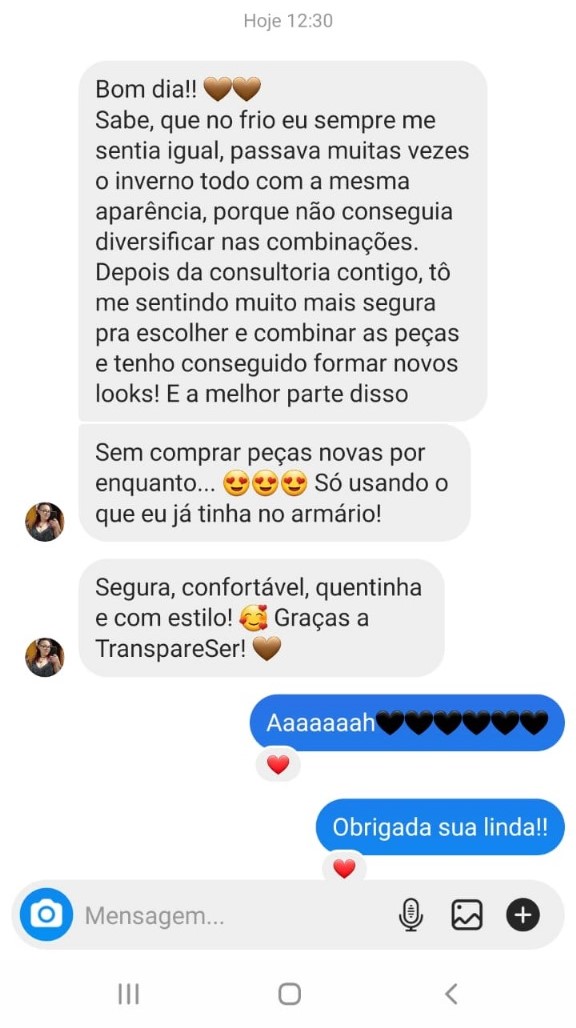 Hoje 12:30
Bom dia!! 🤎🤎
Sabe, que no frio eu sempre me
sentia igual, passava muitas vezes
o inverno todo com a mesma
aparência, porque não conseguia
diversificar nas combinações.
Depois da consultoria contigo, tô
me sentindo muito mais segura
pra escolher e combinar as peças
e tenho conseguido formar novos
looks! E a melhor parte disso
Sem comprar peças novas por
enquanto... 😍😍😍 Só usando o
que eu já tinha no armário!
Segura, confortável, quentinha
e com estilo! 🥰 Graças a
TranspareSer! 🤎
Aaaaaaah🖤🖤🖤🖤🖤🖤
❤️
Obrigada sua linda!!
❤️
Mensagem...